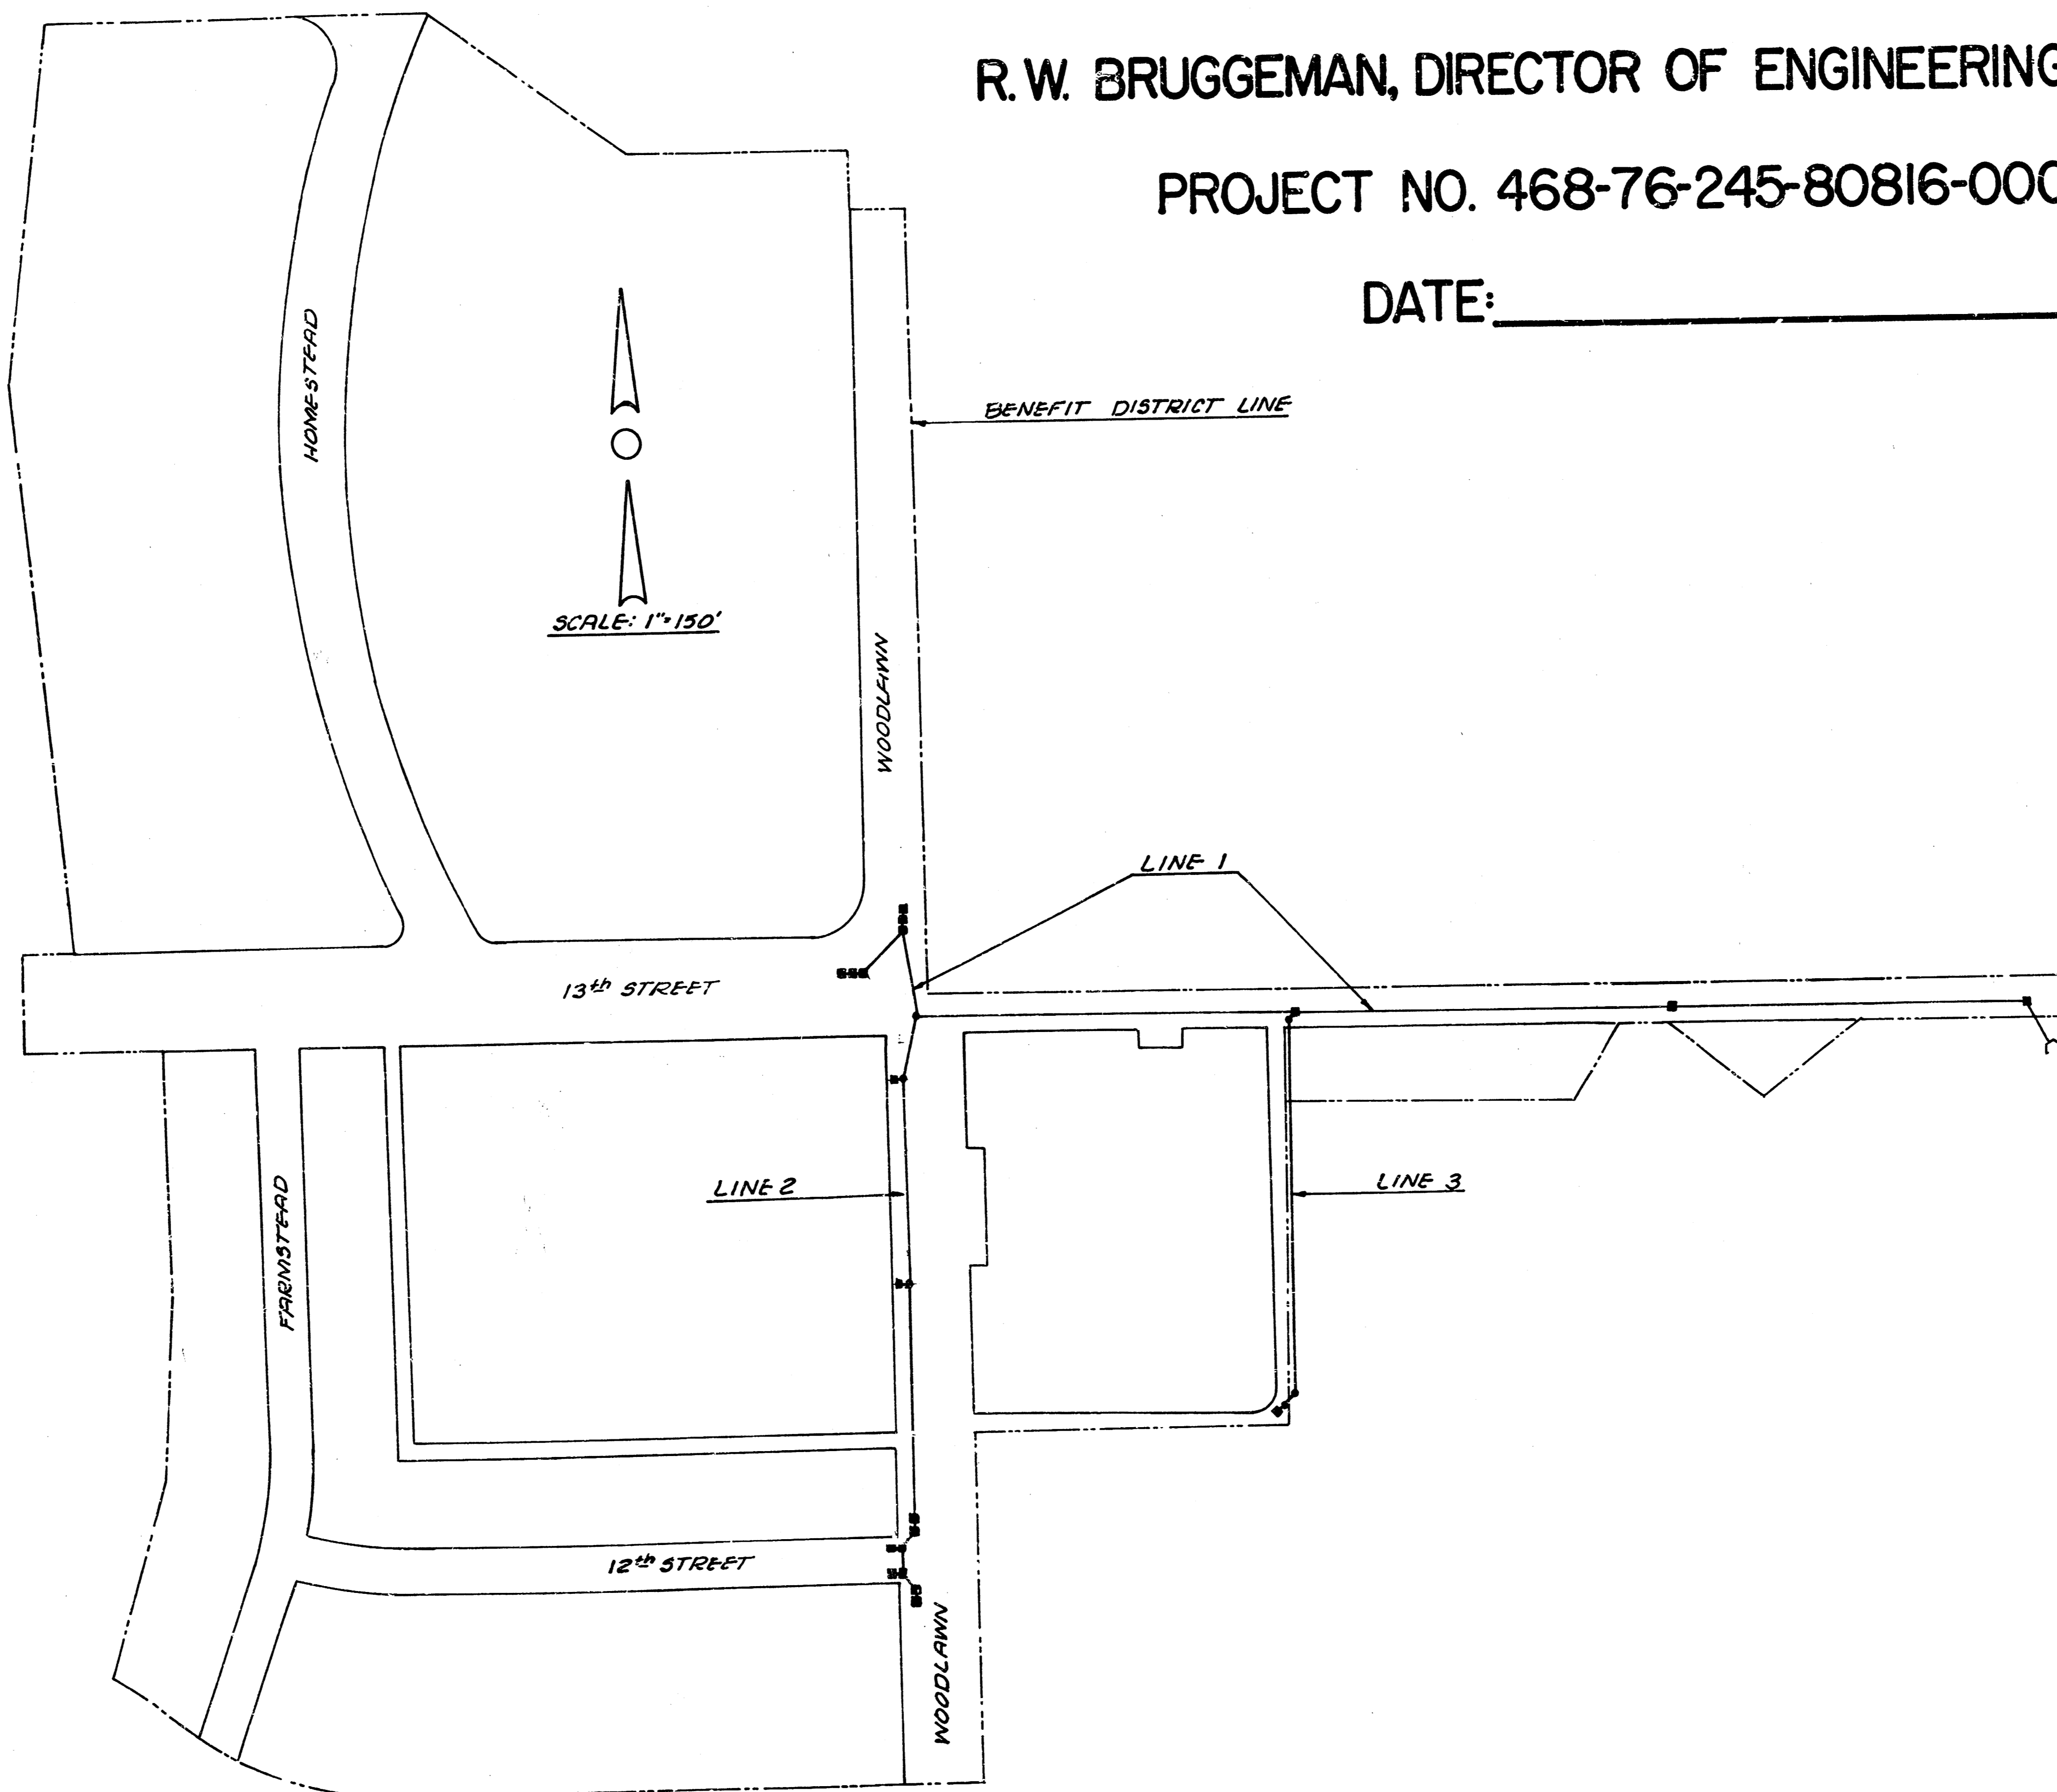 R.W. BRUGGEMAN, DIRECTOR OF ENGINEERING
PROJECT NO. 468-76-245-80816-000
DATE:
HOMESTEAD
BENEFIT DISTRICT LINE
SCALE: 1"=150'
WOODLAWN
LINE 1
13th STREET
LINE 2
LINE 3
FARMSTEAD
12th STREET
WOODLAWN